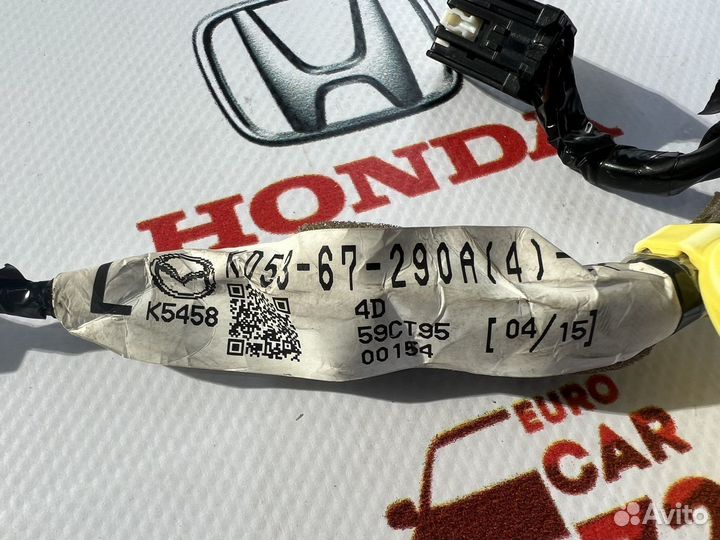 HONDA
L K053-67-290A(4)-
K5458
4D
59CT95
00154
[04/15]
EURO
CAR
Avito